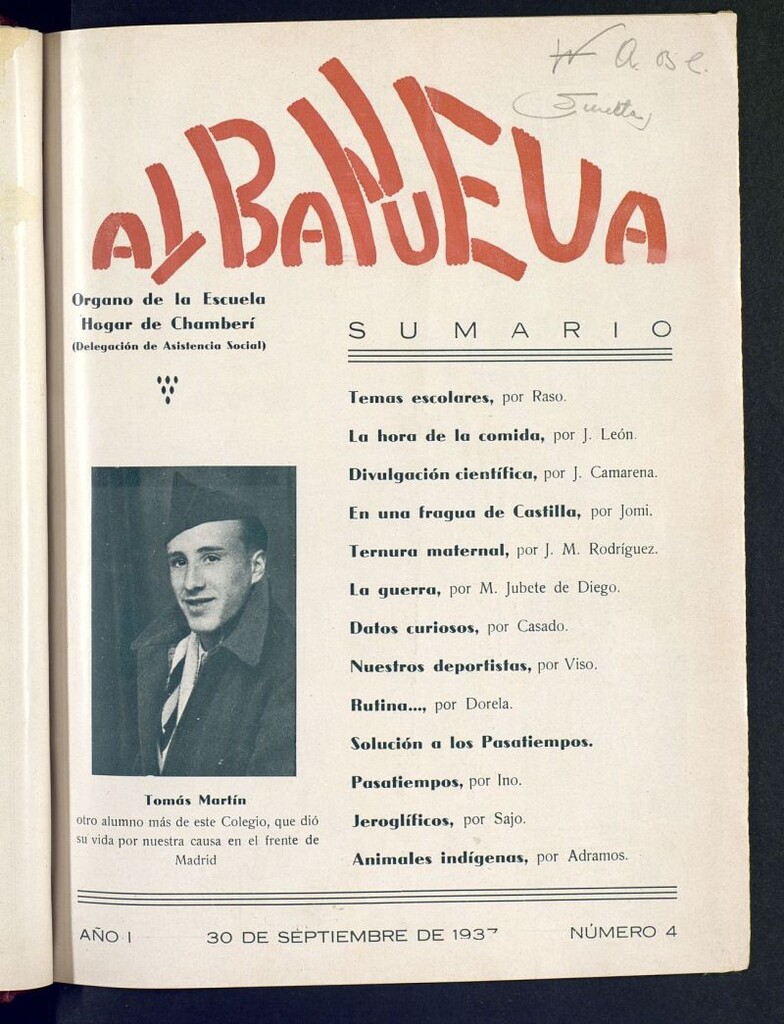 A. B. C.
ALBA NUEVA
Organo de la Escuela
Hogar de Chamberí
(Delegación de Asistencia Social)
SUMARIO
Temas escolares, por Raso.
La hora de la comida, por J. León.
Divulgación científica, por J. Camarena.
En una fragua de Castilla, por Jomi.
Ternura maternal, por J. M. Rodríguez.
La guerra, por M. Jubete de Diego.
Datos curiosos, por Casado.
Nuestros deportistas, por Viso.
Rutina..., por Dorela.
Solución a los Pasatiempos.
Pasatiempos, por Ino.
Jeroglíficos, por Sajo.
Animales indígenas, por Adramos.
Tomás Martín
otro alumno más de este Colegio, que dió
su vida por nuestra causa en el frente de
Madrid
AÑO I 30 DE SEPTIEMBRE DE 1937 NÚMERO 4